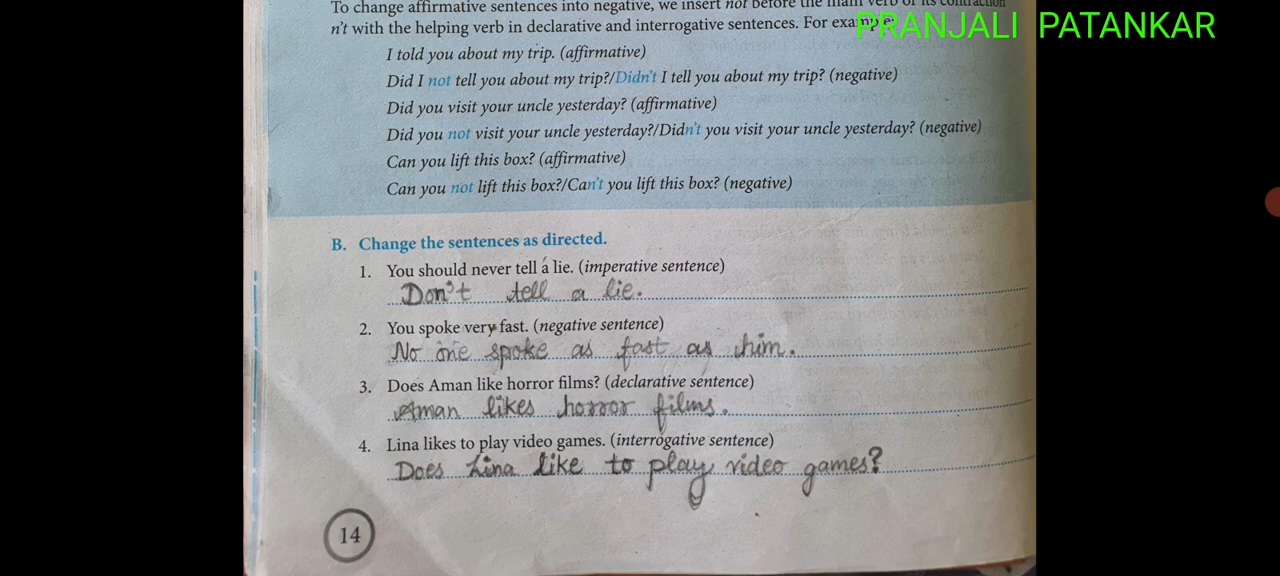 To change affirmative sentences into negative, we insert not before the main verb or its contraction
PRANJALI PATANKAR
n't with the helping verb in declarative and interrogative sentences. For example:
I told you about my trip. (affirmative)
Did I not tell you about my trip?/Didn't I tell you about my trip? (negative)
Did you visit your uncle yesterday? (affirmative)
Did you not visit your uncle yesterday?/Didn't you visit your uncle yesterday? (negative)
Can you lift this box? (affirmative)
Can you not lift this box?/Can't you lift this box? (negative)
B. Change the sentences as directed.
1. You should never tell a lie. (imperative sentence)
Don't tell a lie.
2. You spoke very fast. (negative sentence)
No one spoke as fast as him.
3. Does Aman like horror films? (declarative sentence)
Aman likes horror films.
4. Lina likes to play video games. (interrogative sentence)
Does Lina like to play video games?
14